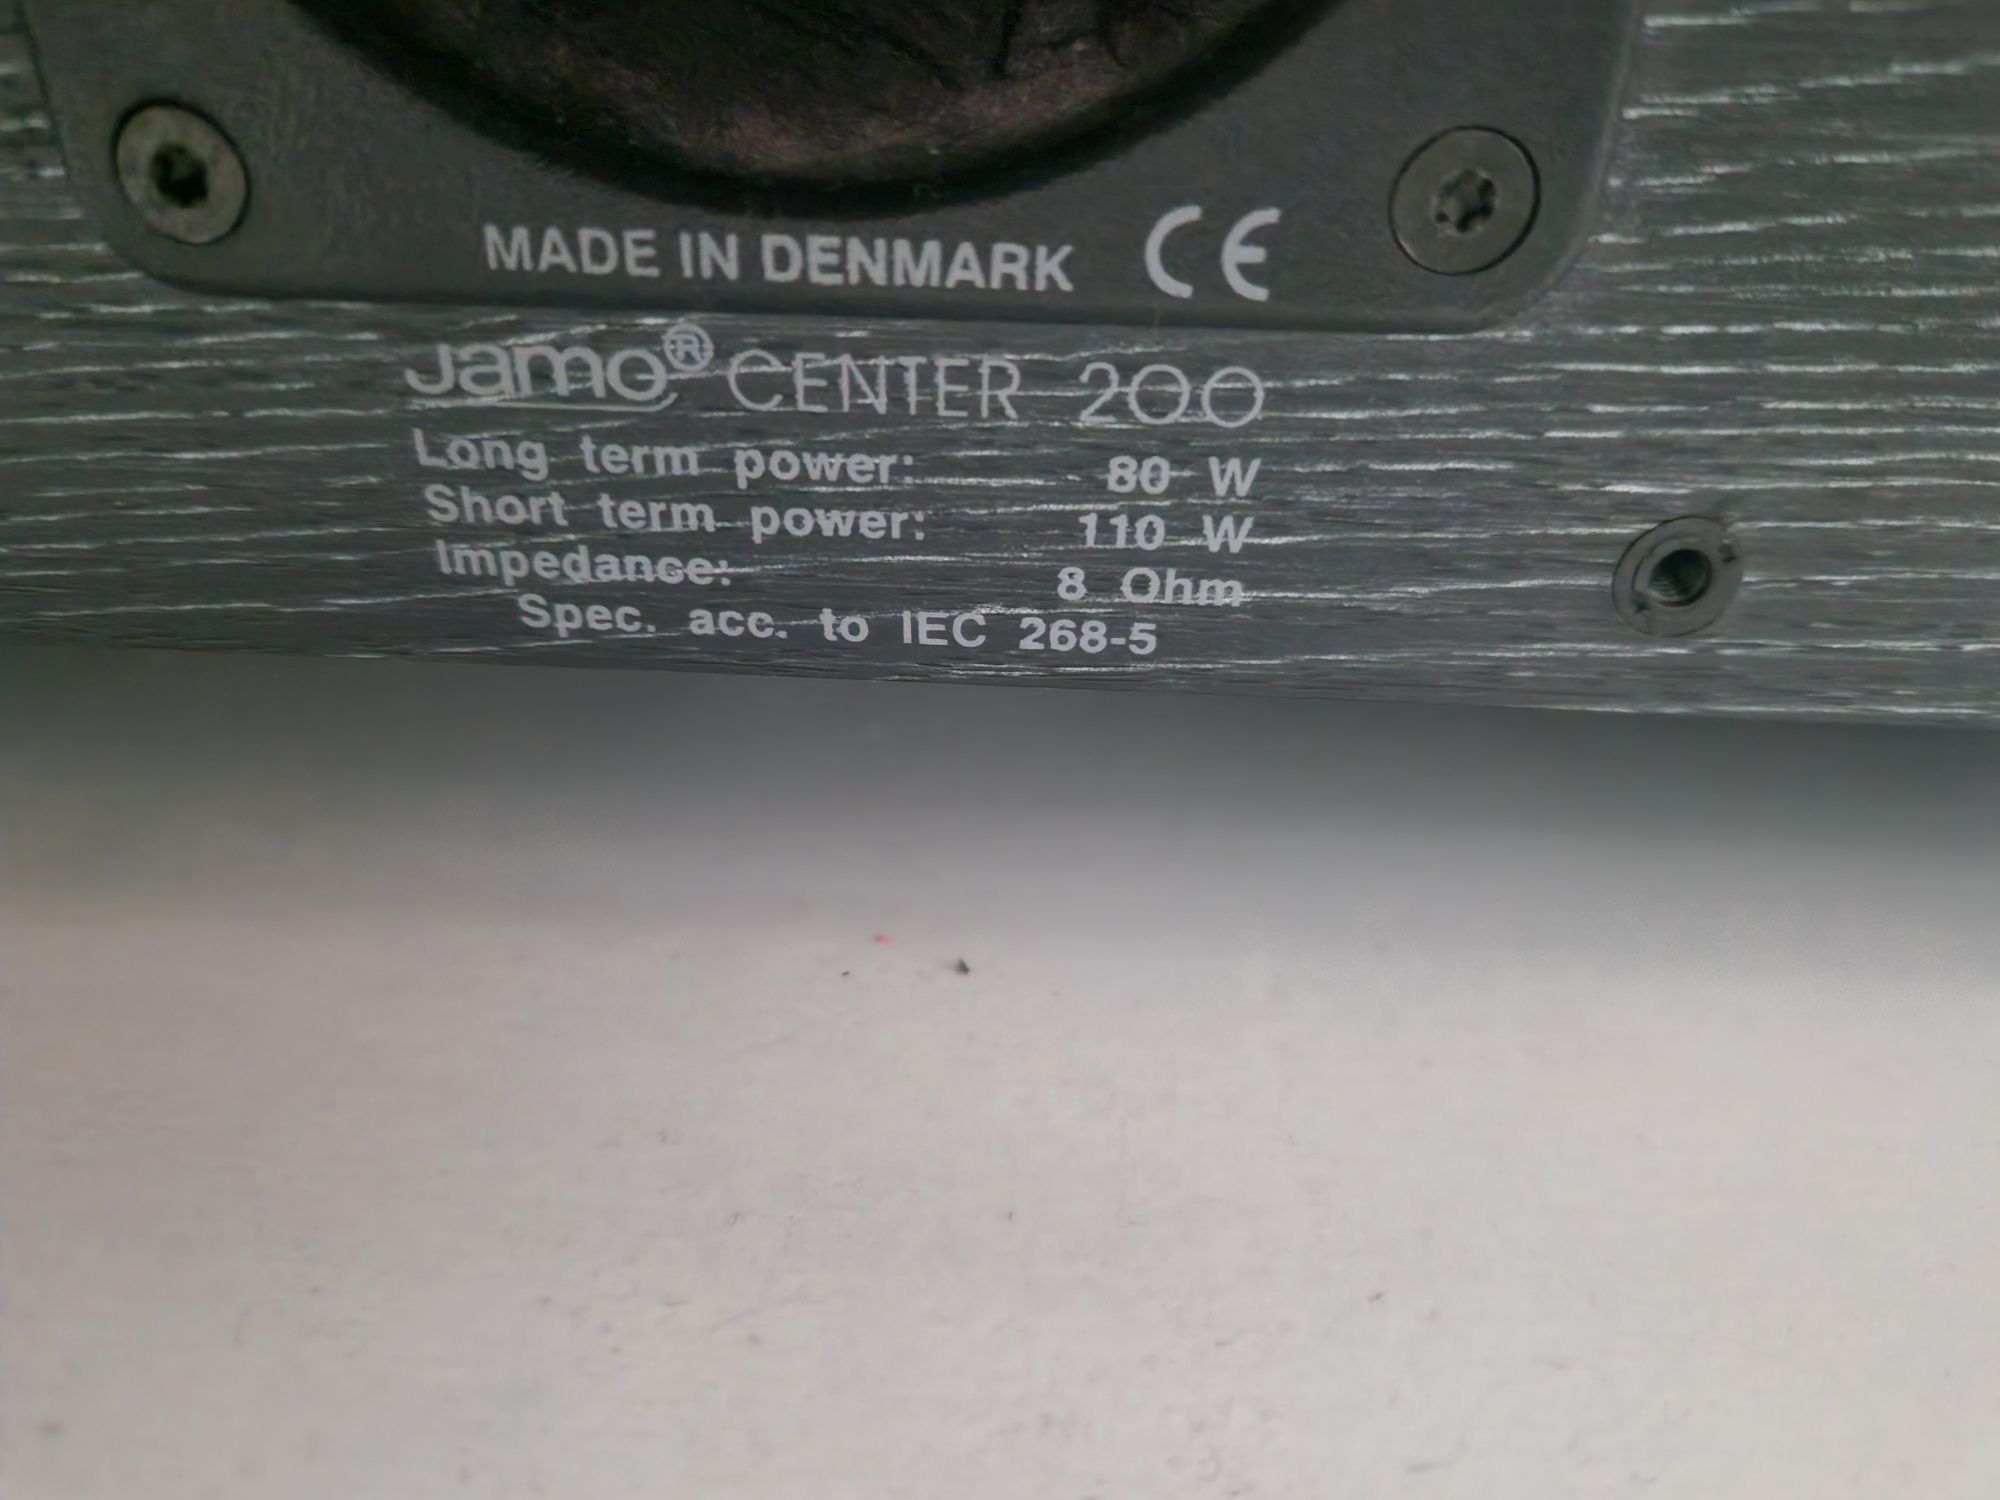 MADE IN DENMARK CE
Jamo® CENTER 200
Long term power: 80 W
Short term power: 110 W
Impedance: 8 Ohm
Spec. acc. to IEC 268-5